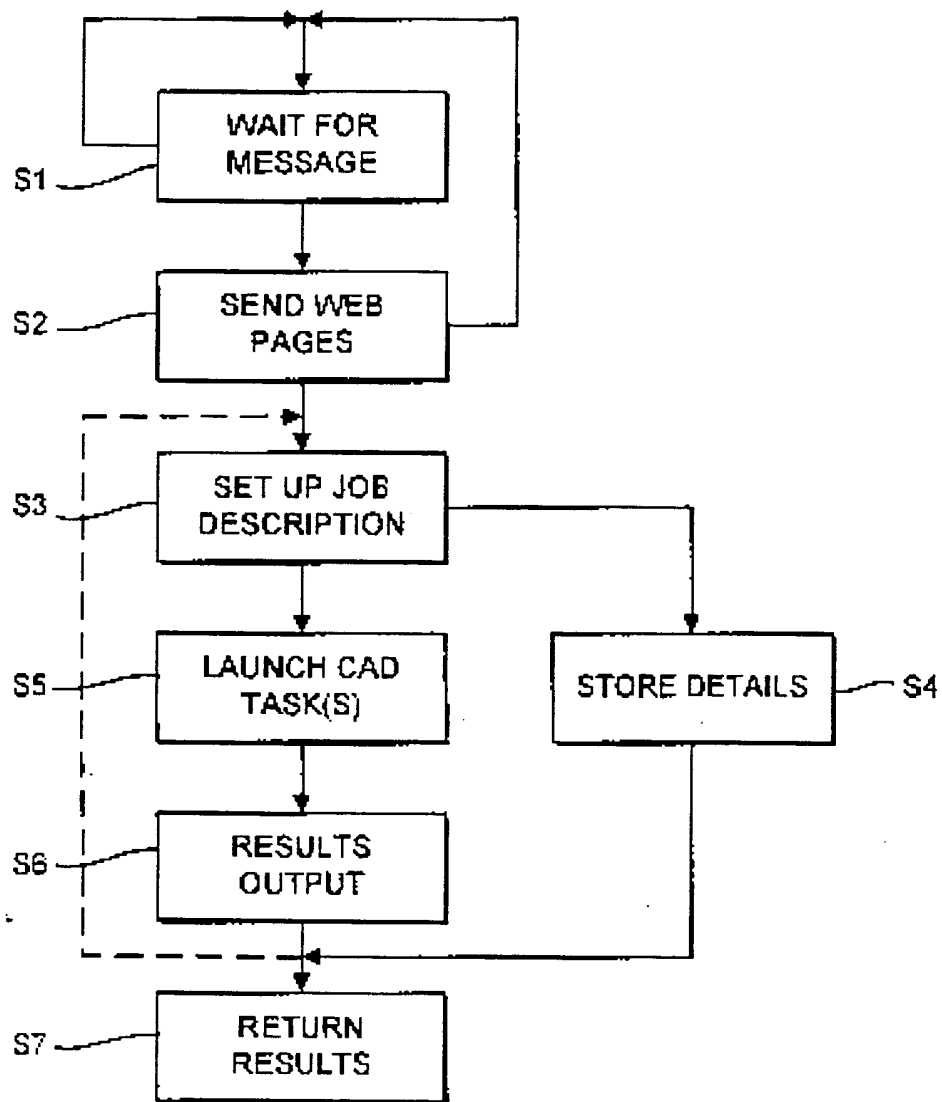 WAIT FOR
MESSAGE
S1
SEND WEB
PAGES
S2
SET UP JOB
DESCRIPTION
S3
LAUNCH CAD
TASK(S)
S5
STORE DETAILS
S4
RESULTS
OUTPUT
S6
RETURN
RESULTS
S7